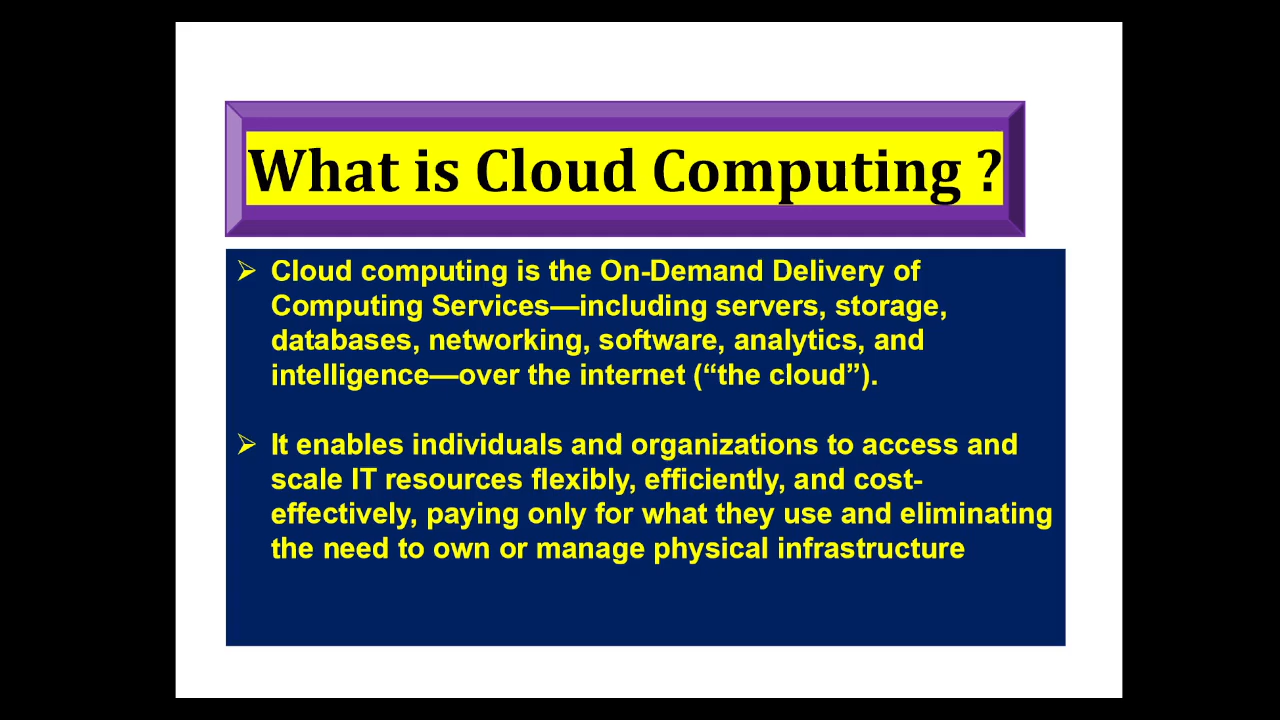 What is Cloud Computing ?
Cloud computing is the On-Demand Delivery of
Computing Services—including servers, storage,
databases, networking, software, analytics, and
intelligence—over the internet (“the cloud”).
It enables individuals and organizations to access and
scale IT resources flexibly, efficiently, and cost-
effectively, paying only for what they use and eliminating
the need to own or manage physical infrastructure